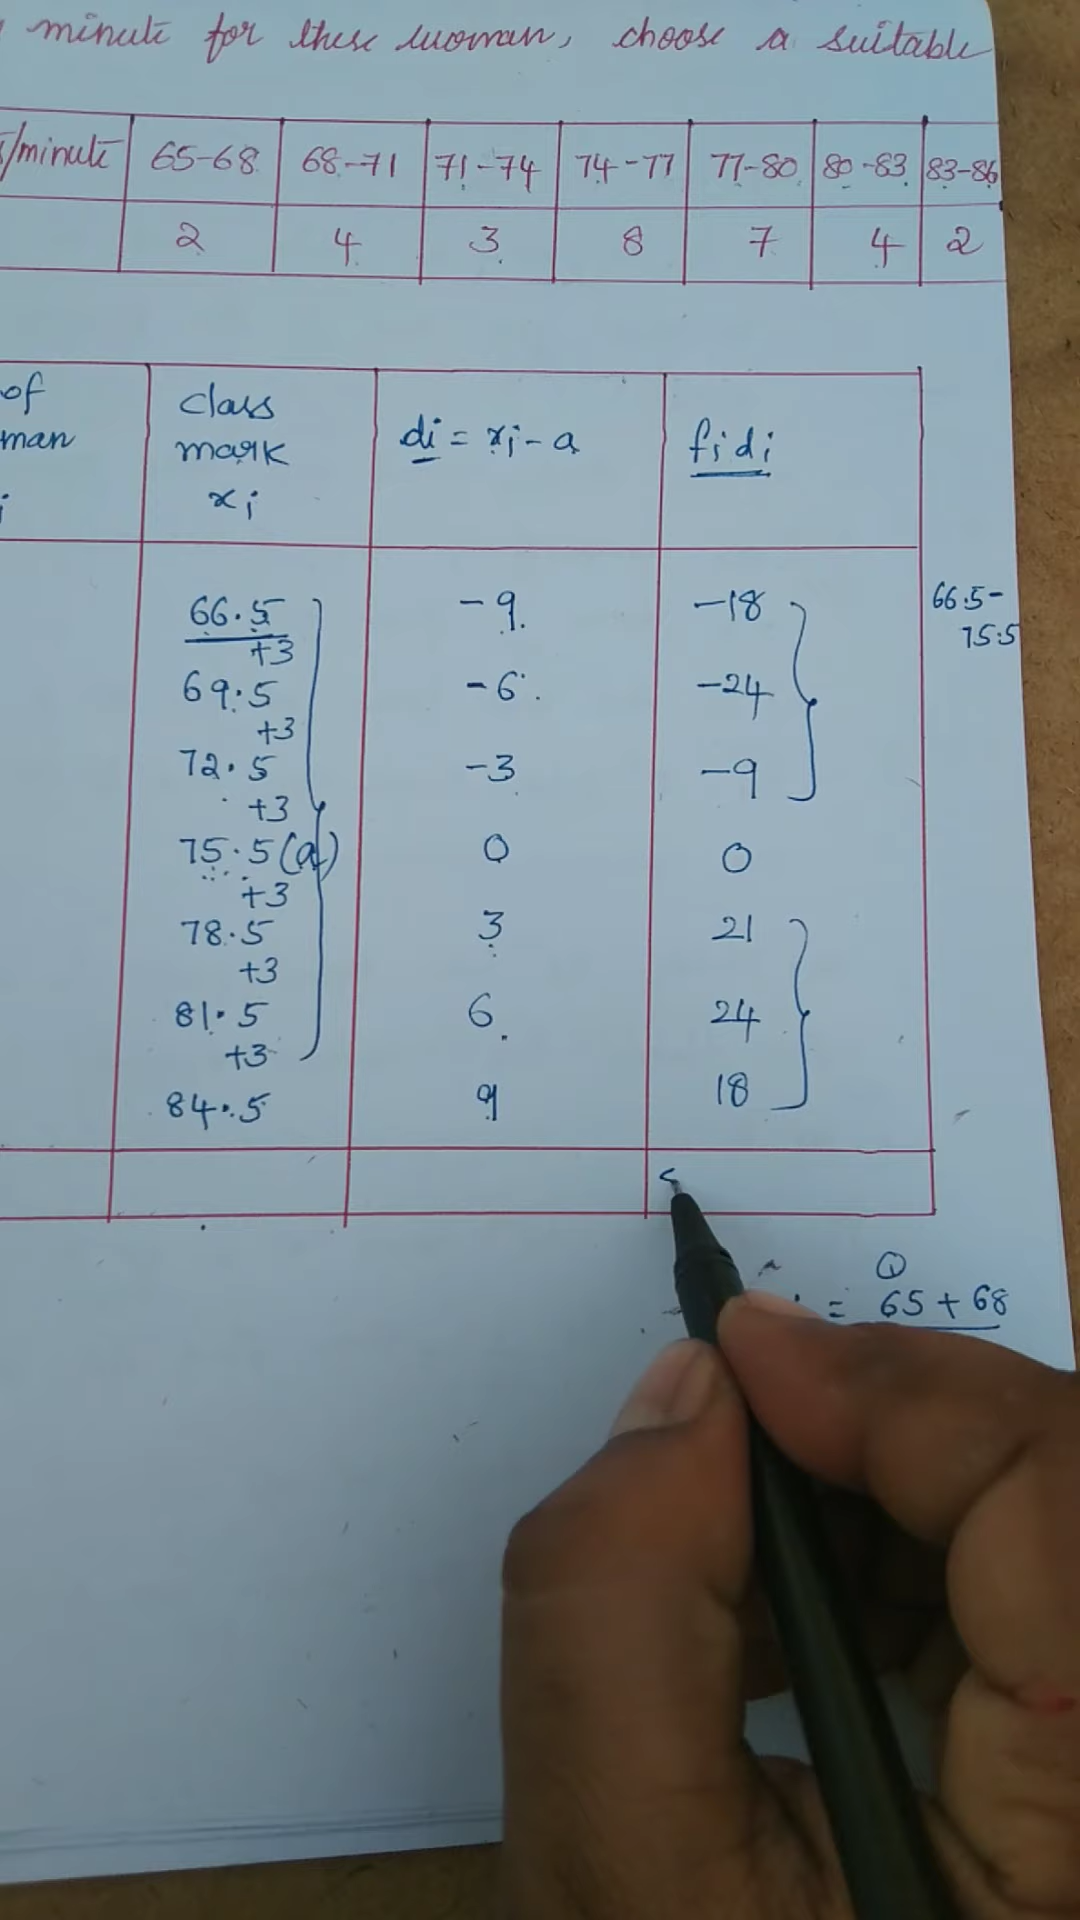 minute for these woman, choose a suitable
/minute 65-68 68-71 71-74 74-77 77-80 80-83 83-86
2 4 3 8 7 4 2
of class di = xi - a fidi
man mark
i xi
66.5 -9 -18 66.5-
+3 75.5
69.5 -6 -24
+3
72.5 -3 -9
+3
75.5(a) 0 0
+3
78.5 3 21
+3
81.5 6 24
+3
84.5 9 18
= 65 + 68